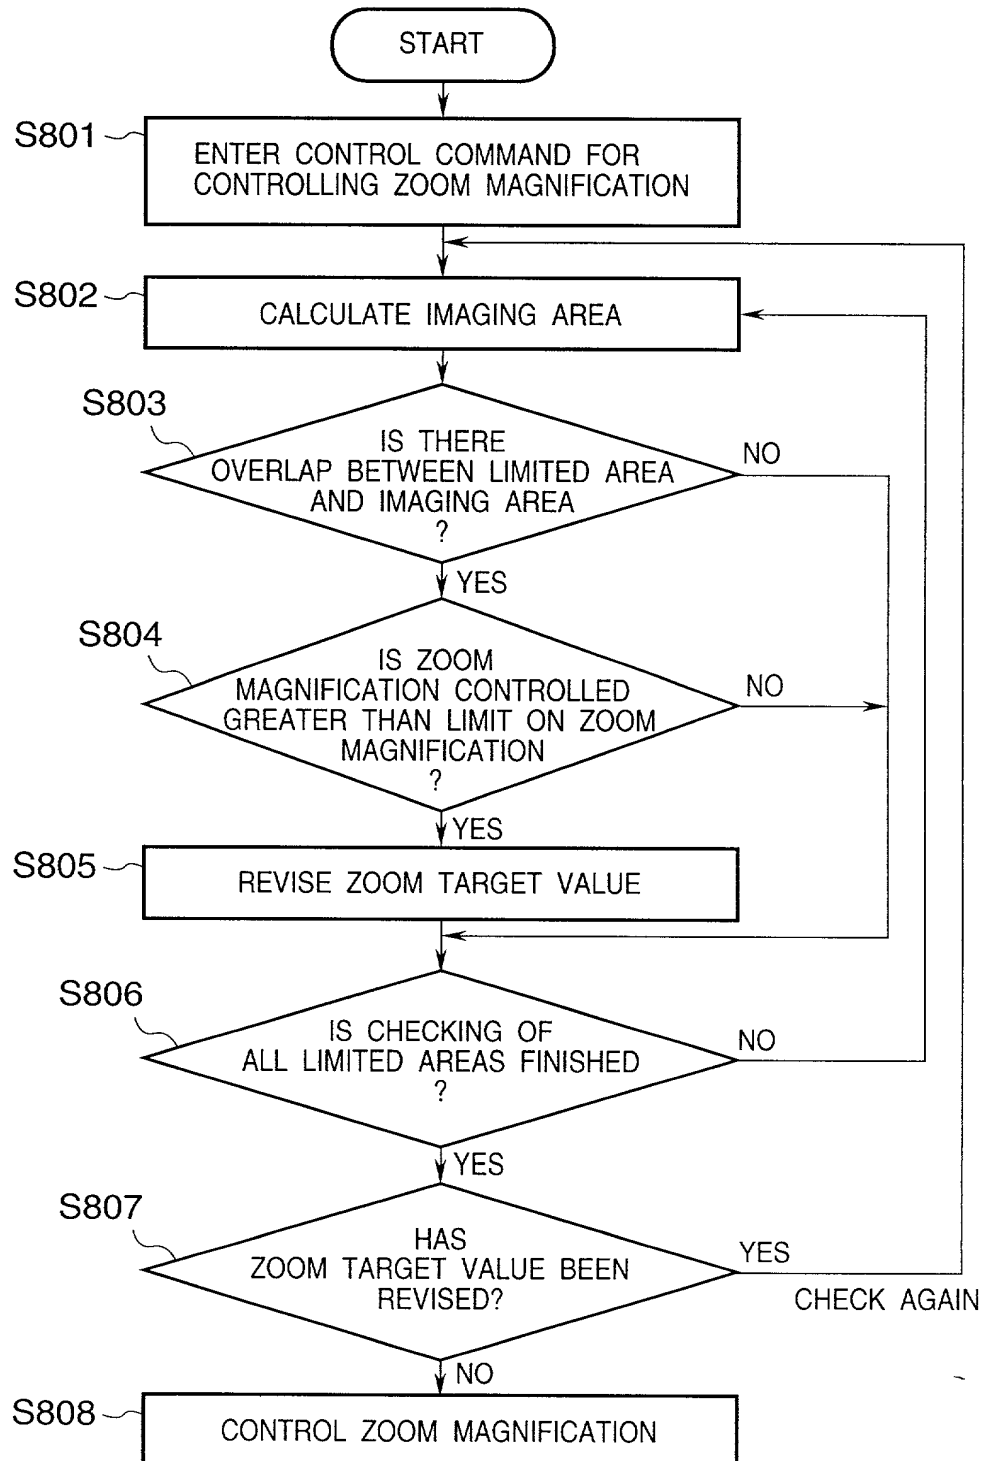 START
S801
ENTER CONTROL COMMAND FOR
CONTROLLING ZOOM MAGNIFICATION
S802
CALCULATE IMAGING AREA
S803
IS THERE
OVERLAP BETWEEN LIMITED AREA
AND IMAGING AREA
?
NO
YES
S804
IS ZOOM
MAGNIFICATION CONTROLLED
GREATER THAN LIMIT ON ZOOM
MAGNIFICATION
?
NO
YES
S805
REVISE ZOOM TARGET VALUE
S806
IS CHECKING OF
ALL LIMITED AREAS FINISHED
?
NO
YES
S807
HAS
ZOOM TARGET VALUE BEEN
REVISED?
YES
CHECK AGAIN
NO
S808
CONTROL ZOOM MAGNIFICATION